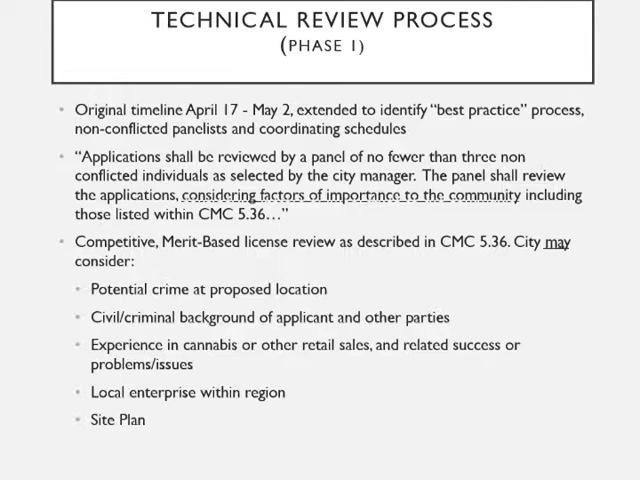 TECHNICAL REVIEW PROCESS
(PHASE 1)
• Original timeline April 17 - May 2, extended to identify “best practice” process,
non-conflicted panelists and coordinating schedules
• “Applications shall be reviewed by a panel of no fewer than three non
conflicted individuals as selected by the city manager. The panel shall review
the applications, considering factors of importance to the community including
those listed within CMC 5.36…”
• Competitive, Merit-Based license review as described in CMC 5.36. City may
consider:
• Potential crime at proposed location
• Civil/criminal background of applicant and other parties
• Experience in cannabis or other retail sales, and related success or
problems/issues
• Local enterprise within region
• Site Plan